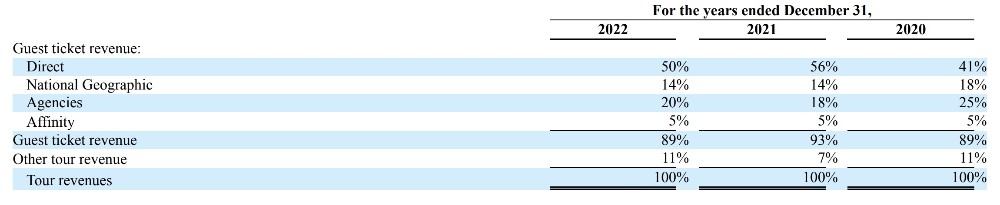 For the years ended December 31,
2022 2021 2020
Guest ticket revenue:
Direct 50% 56% 41%
National Geographic 14% 14% 18%
Agencies 20% 18% 25%
Affinity 5% 5% 5%
Guest ticket revenue 89% 93% 89%
Other tour revenue 11% 7% 11%
Tour revenues 100% 100% 100%